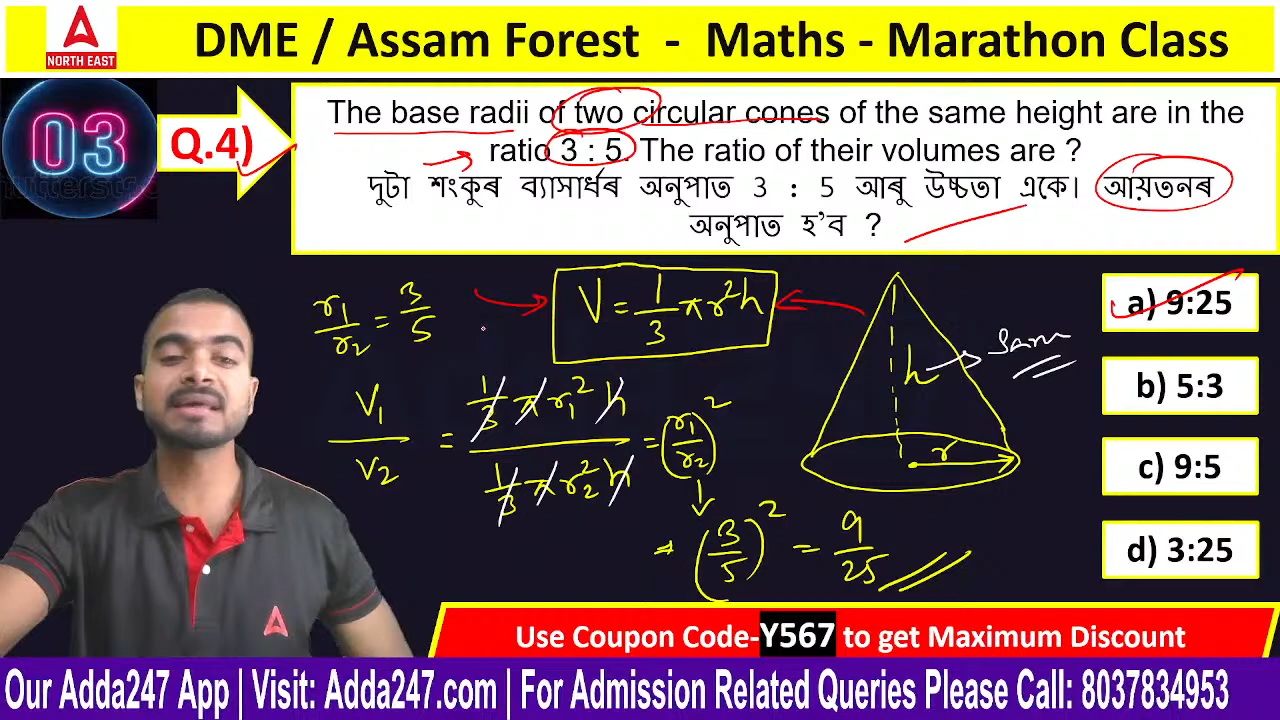 NORTH EAST
DME / Assam Forest - Maths - Marathon Class
03
Q.4)
The base radii of two circular cones of the same height are in the
ratio 3 : 5. The ratio of their volumes are ?
দুটা শংকুৰ ব্যাসাৰ্ধৰ অনুপাত 3 : 5 আৰু উচ্চতা একে। আয়তনৰ
অনুপাত হ'ব ?
r1/r2 = 3/5
V = 1/3 πr²h
h
Same
r
V1/V2 = 1/3 π r1² h / 1/3 π r2² h = (r1/r2)²
(3/5)² = 9/25
a) 9:25
b) 5:3
c) 9:5
d) 3:25
Use Coupon Code-Y567 to get Maximum Discount
Our Adda247 App | Visit: Adda247.com | For Admission Related Queries Please Call: 8037834953